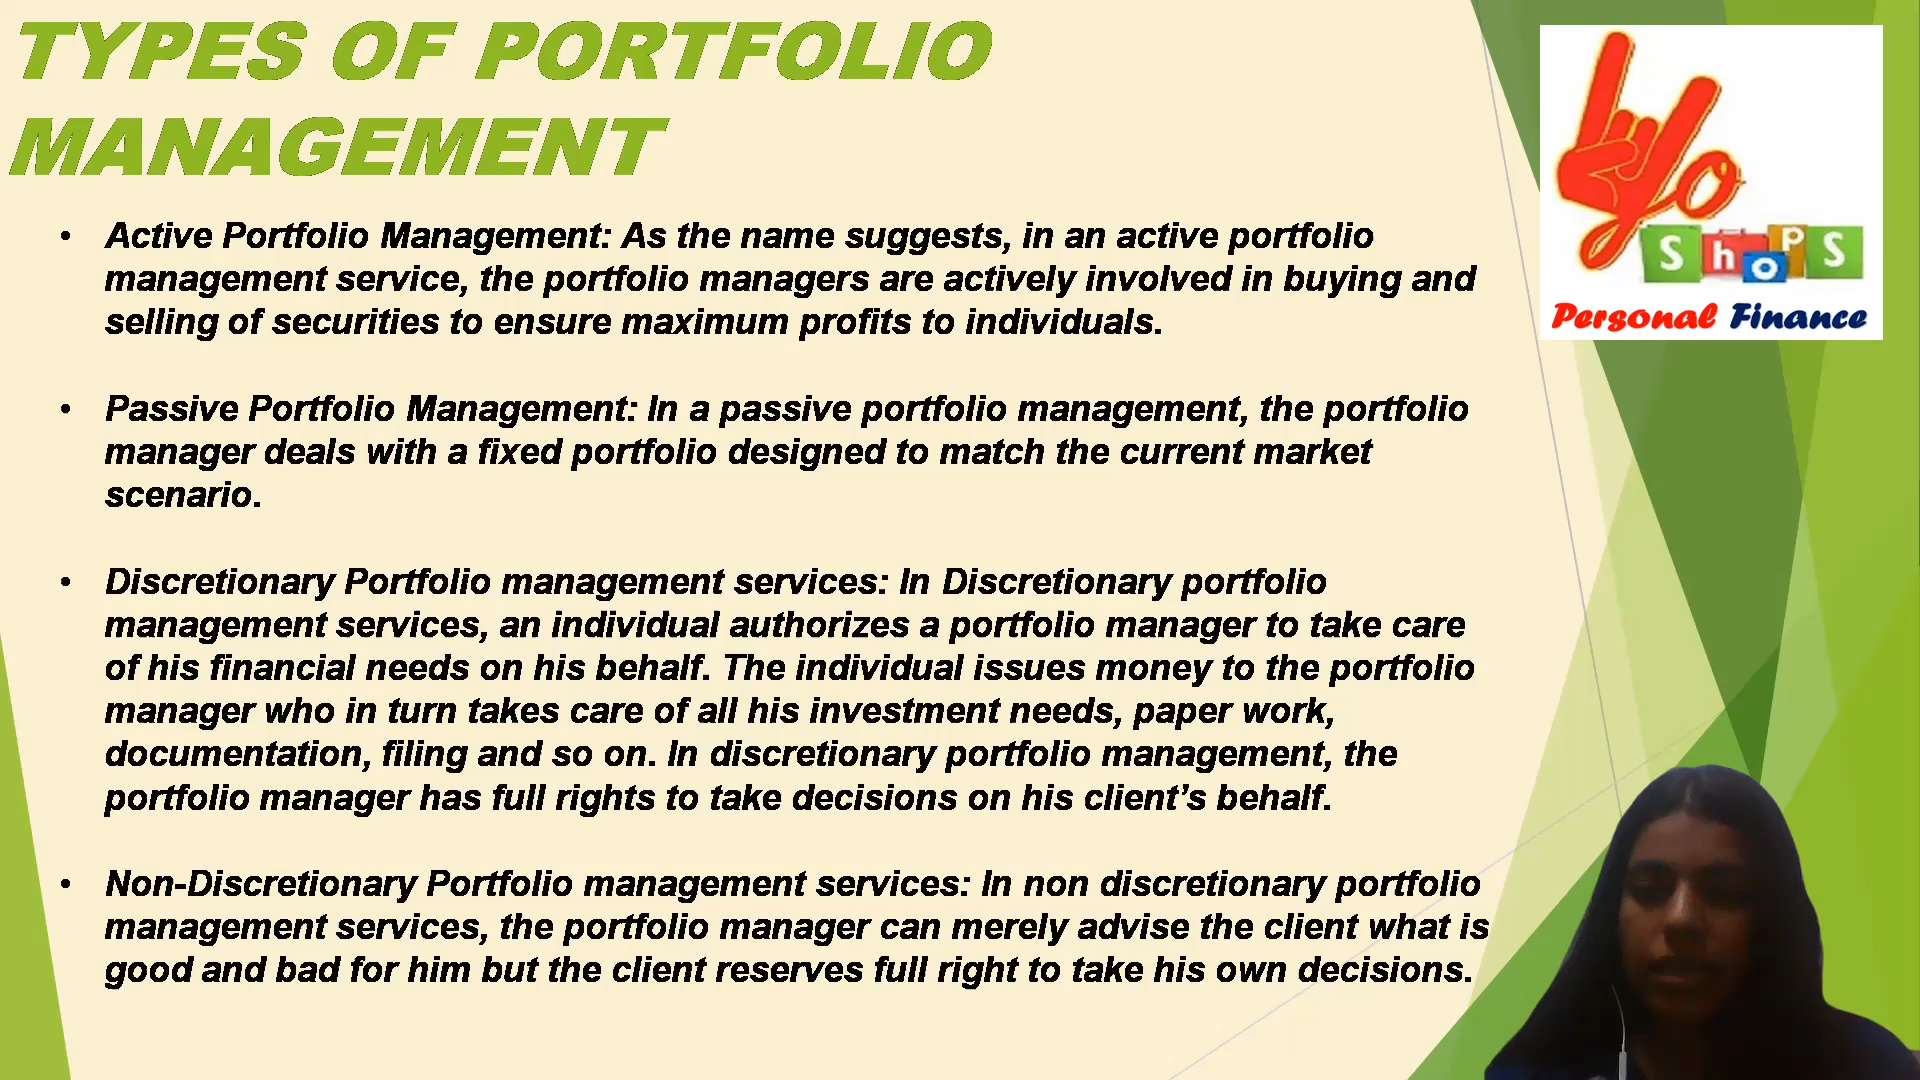 TYPES OF PORTFOLIO
MANAGEMENT
• Active Portfolio Management: As the name suggests, in an active portfolio
management service, the portfolio managers are actively involved in buying and
selling of securities to ensure maximum profits to individuals.
• Passive Portfolio Management: In a passive portfolio management, the portfolio
manager deals with a fixed portfolio designed to match the current market
scenario.
• Discretionary Portfolio management services: In Discretionary portfolio
management services, an individual authorizes a portfolio manager to take care
of his financial needs on his behalf. The individual issues money to the portfolio
manager who in turn takes care of all his investment needs, paper work,
documentation, filing and so on. In discretionary portfolio management, the
portfolio manager has full rights to take decisions on his client’s behalf.
• Non-Discretionary Portfolio management services: In non discretionary portfolio
management services, the portfolio manager can merely advise the client what is
good and bad for him but the client reserves full right to take his own decisions.
Yo
ShoPS
Personal Finance